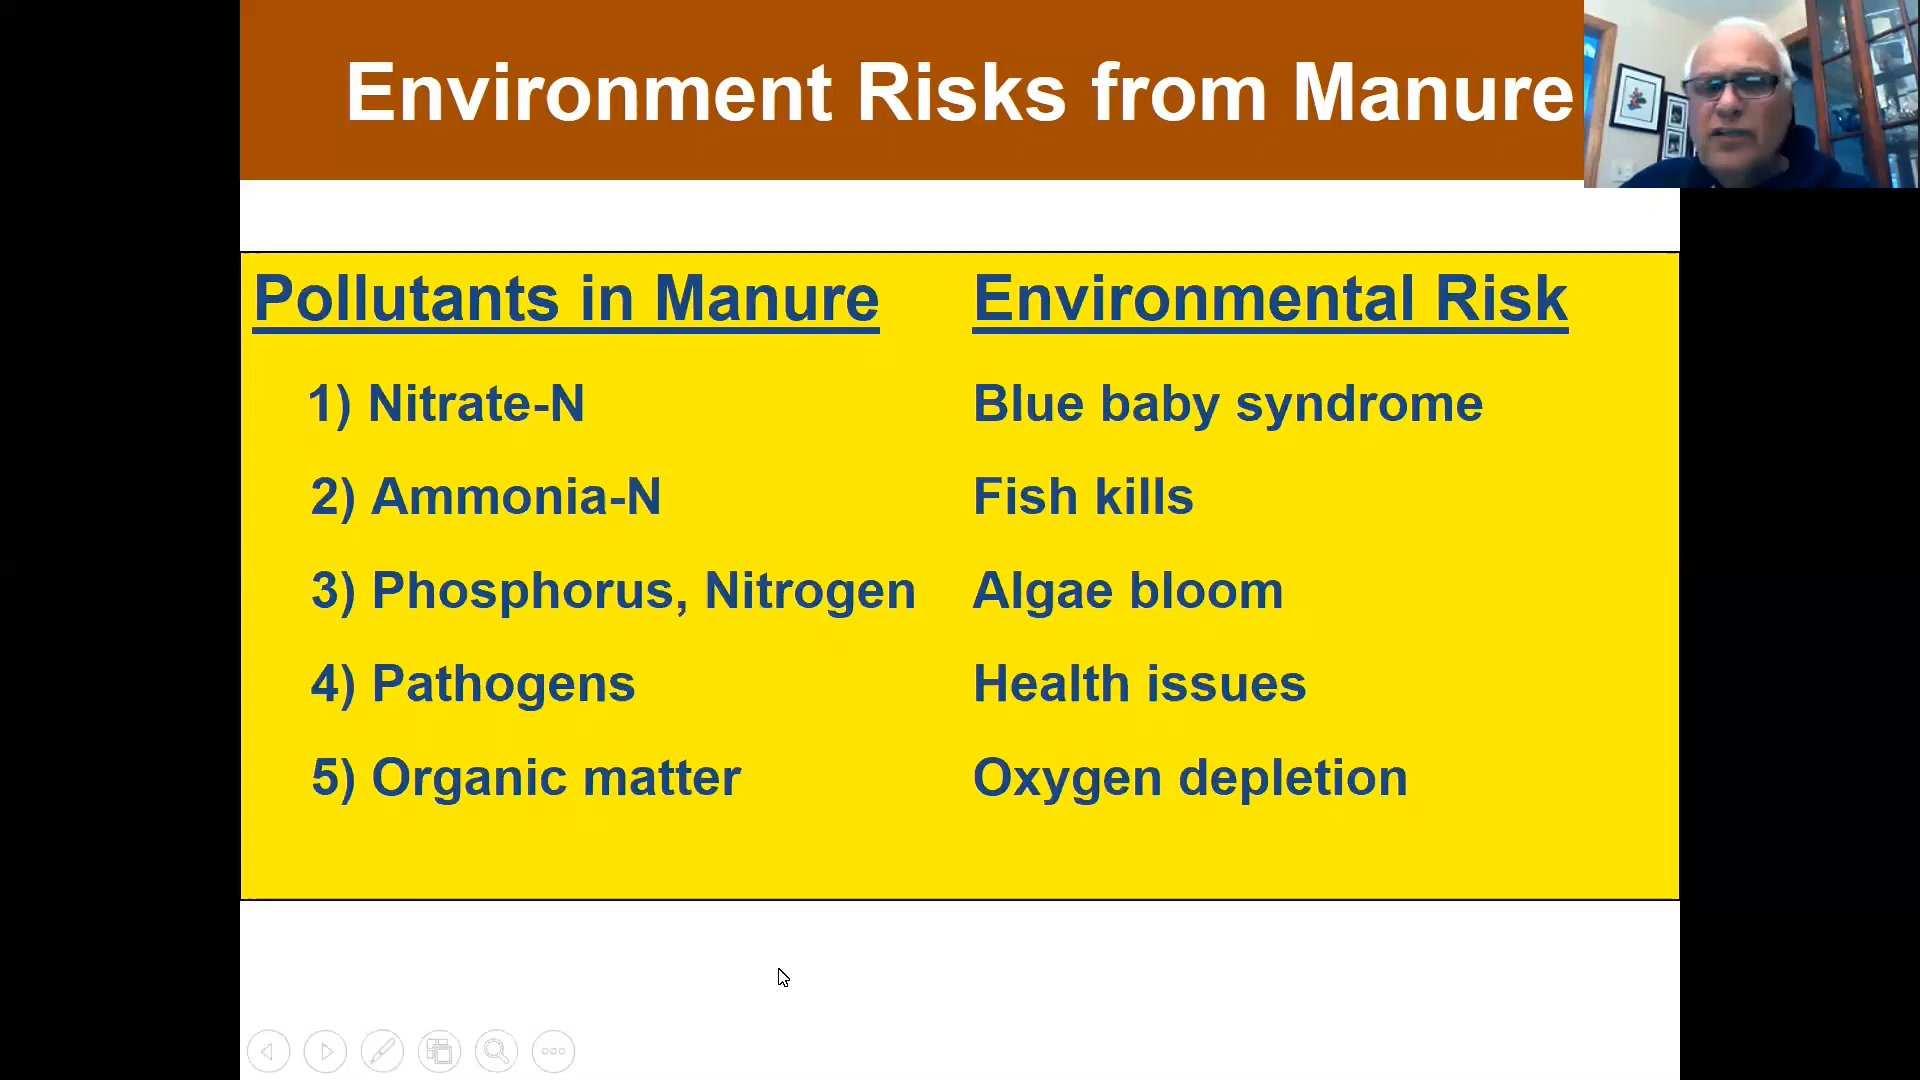 Environment Risks from Manure
Pollutants in Manure Environmental Risk
1) Nitrate-N Blue baby syndrome
2) Ammonia-N Fish kills
3) Phosphorus, Nitrogen Algae bloom
4) Pathogens Health issues
5) Organic matter Oxygen depletion